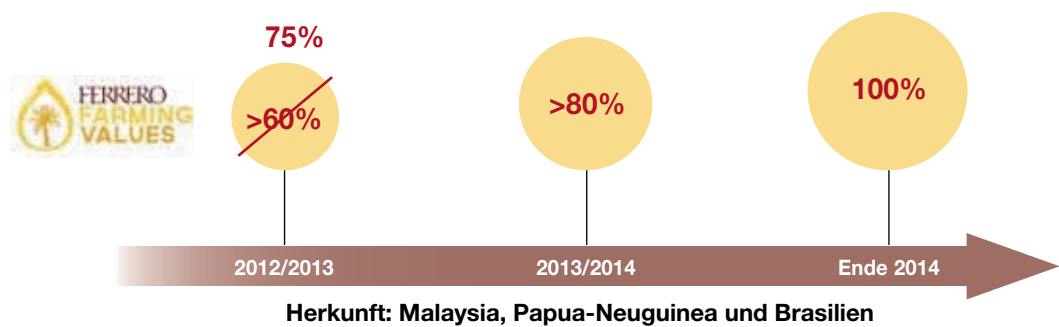 75%
FERRERO
FARMING
VALUES
>60%
>80%
100%
2012/2013
2013/2014
Ende 2014
Herkunft: Malaysia, Papua-Neuguinea und Brasilien